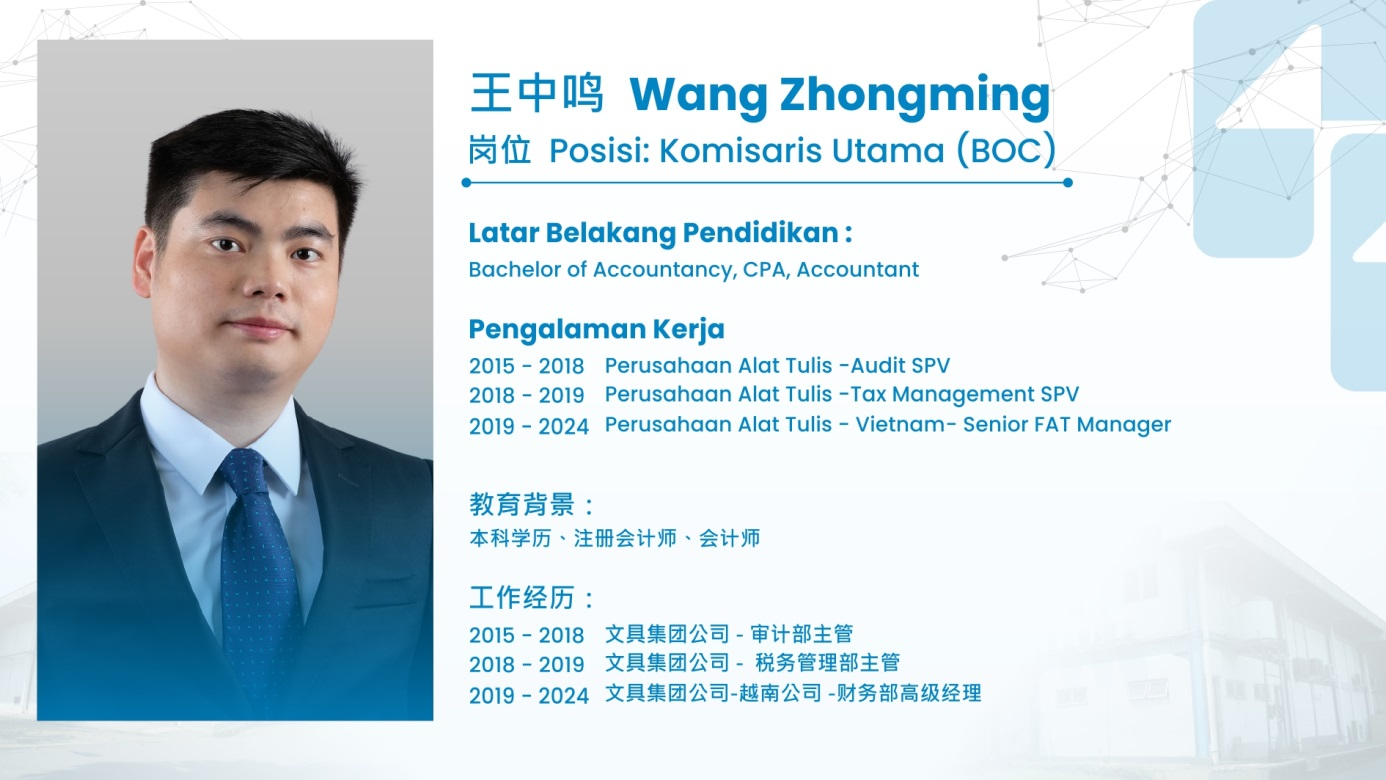 王中鸣 Wang Zhongming
岗位 Posisi: Komisaris Utama (BOC)
Latar Belakang Pendidikan :
Bachelor of Accountancy, CPA, Accountant
Pengalaman Kerja
2015 - 2018 Perusahaan Alat Tulis -Audit SPV
2018 - 2019 Perusahaan Alat Tulis -Tax Management SPV
2019 - 2024 Perusahaan Alat Tulis - Vietnam- Senior FAT Manager
教育背景：
本科学历、注册会计师、会计师
工作经历：
2015 - 2018 文具集团公司 - 审计部主管
2018 - 2019 文具集团公司 - 税务管理部主管
2019 - 2024 文具集团公司-越南公司 -财务部高级经理